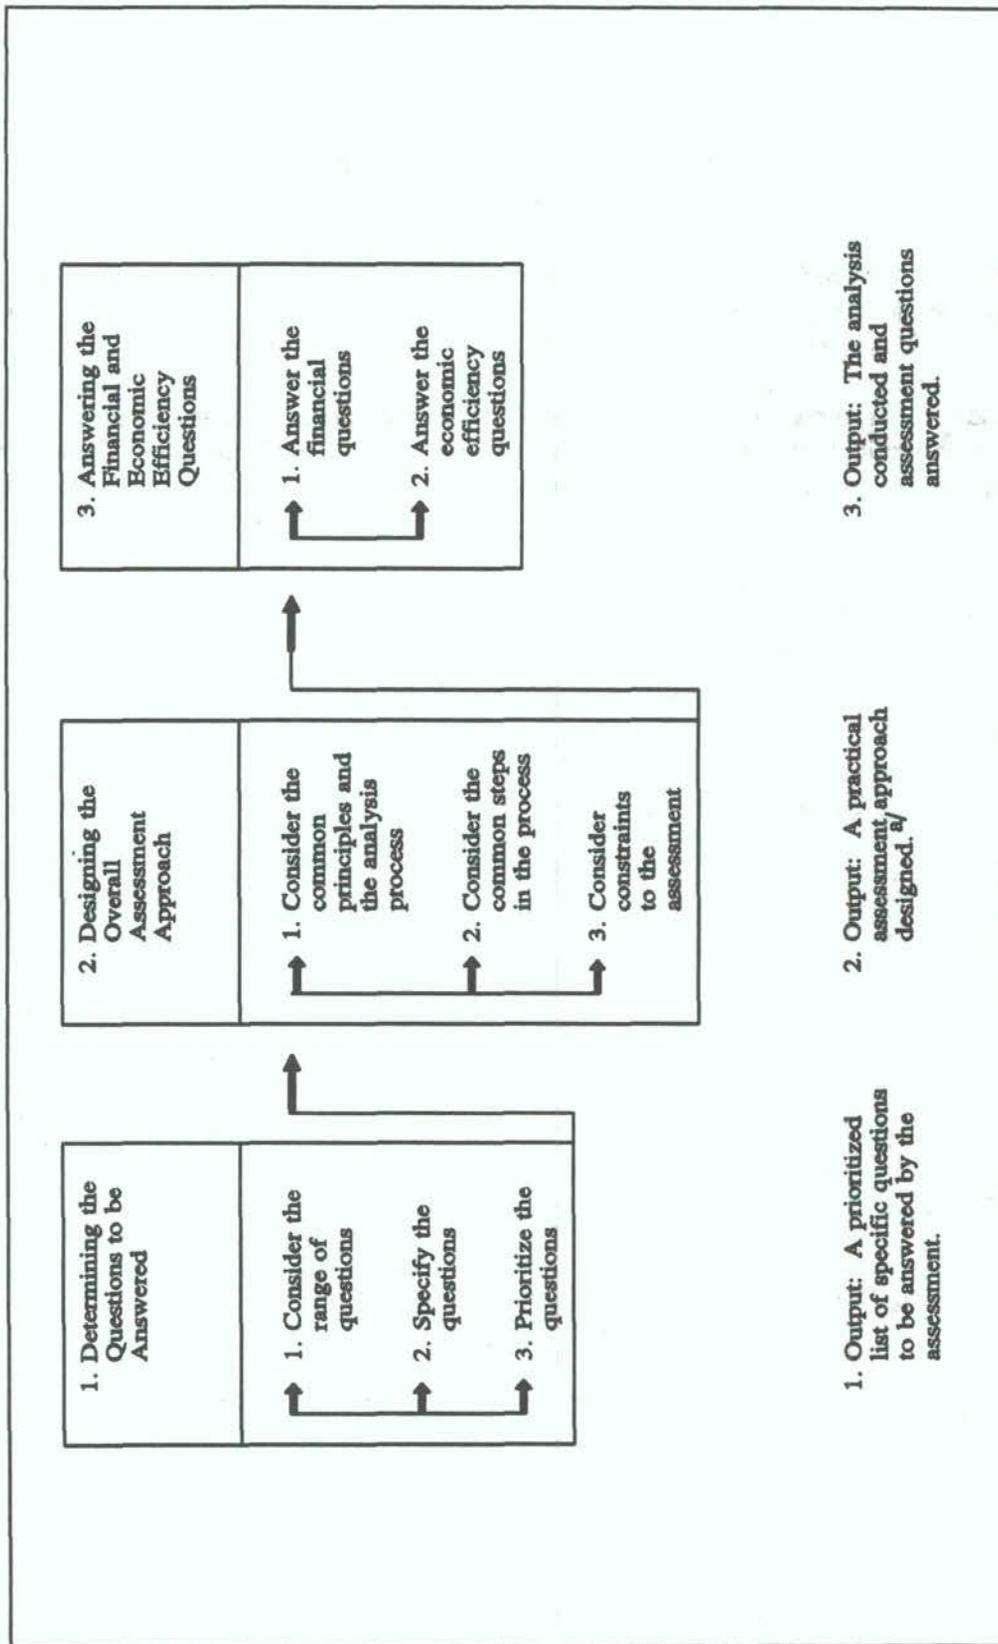 1. Determining the
Questions to be
Answered
1. Consider the
range of
questions
2. Specify the
questions
3. Prioritize the
questions
1. Output: A prioritized
list of specific questions
to be answered by the
assessment.
2. Designing the
Overall
Assessment
Approach
1. Consider the
common
principles and
the analysis
process
2. Consider the
common steps
in the process
3. Consider
constraints
to the
assessment
2. Output: A practical
assessment approach
designed. a/
3. Answering the
Financial and
Economic
Efficiency
Questions
1. Answer the
financial
questions
2. Answer the
economic
efficiency
questions
3. Output: The analysis
conducted and
assessment questions
answered.